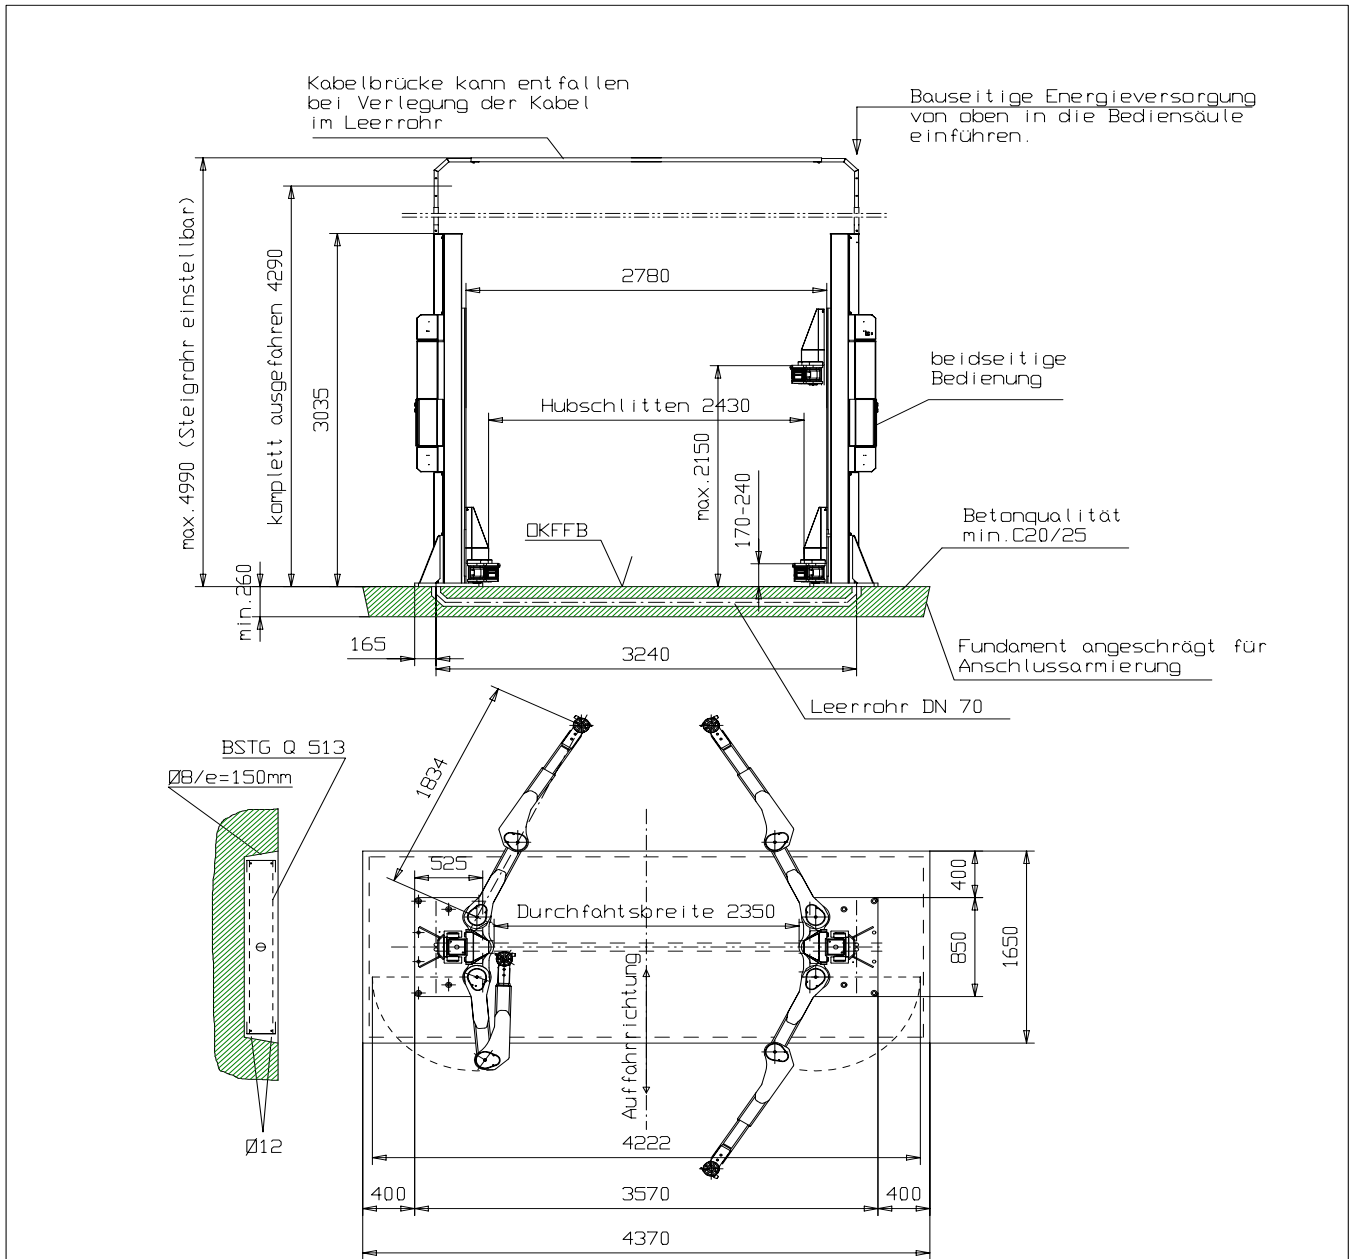 Kabelbrücke kann entfallen
bei Verlegung der Kabel
im Leerrohr
Bauseitige Energieversorgung
von oben in die Bediensäule
einführen.
max.4990 (Steigrohr einstellbar)
komplett ausgefahren 4290
3035
2780
beidseitige
Bedienung
Hubschlitten 2430
max.2150
170-240
OKFFB
Betonqualität
min.C20/25
min.260
165
3240
Fundament angeschrägt für
Anschlussarmierung
Leerrohr DN 70
BSTG Q 513
Ø8/e=150mm
1834
525
400
Durchfahtsbreite 2350
850
1650
Auffahrrichtung
Ø12
4222
400
3570
400
4370